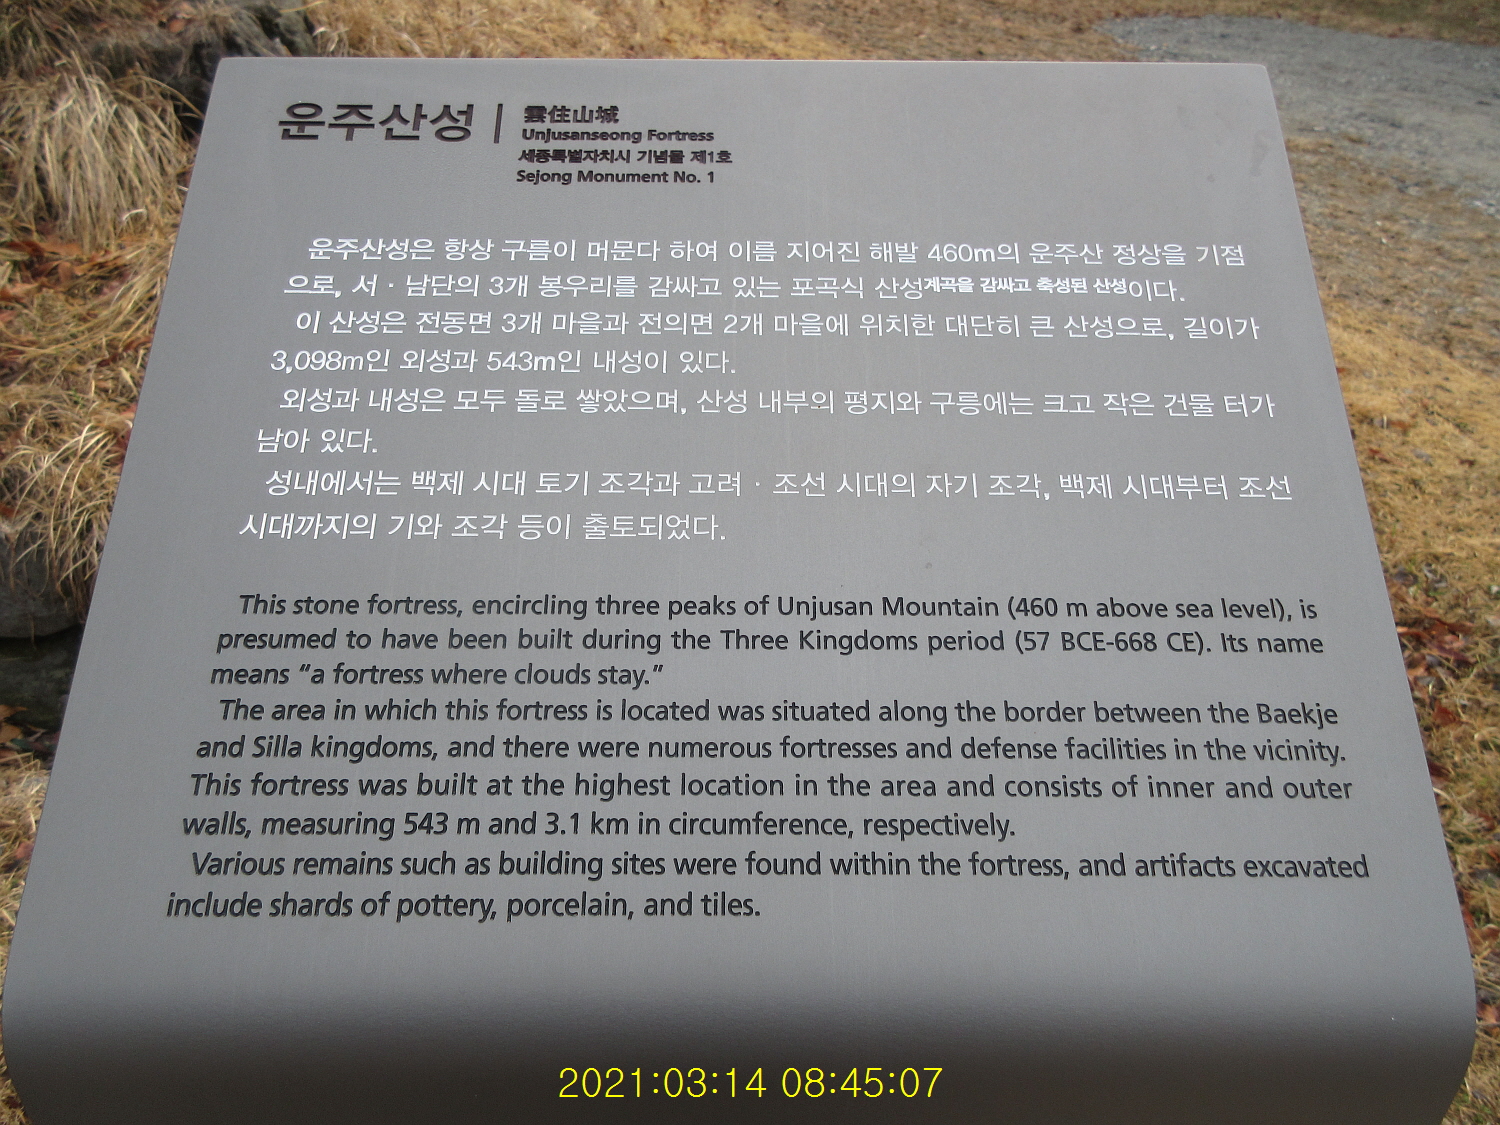 운주산성
雲住山城
Unjusanseong Fortress
세종특별자치시 기념물 제1호
Sejong Monument No. 1
운주산성은 항상 구름이 머문다 하여 이름 지어진 해발 460m의 운주산 정상을 기점
으로, 서 · 남단의 3개 봉우리를 감싸고 있는 포곡식 산성계곡을 감싸고 축성된 산성이다.
이 산성은 전동면 3개 마을과 전의면 2개 마을에 위치한 대단히 큰 산성으로, 길이가
3,098m인 외성과 543m인 내성이 있다.
외성과 내성은 모두 돌로 쌓았으며, 산성 내부의 평지와 구릉에는 크고 작은 건물 터가
남아 있다.
성내에서는 백제 시대 토기 조각과 고려 · 조선 시대의 자기 조각, 백제 시대부터 조선
시대까지의 기와 조각 등이 출토되었다.
This stone fortress, encircling three peaks of Unjusan Mountain (460 m above sea level), is
presumed to have been built during the Three Kingdoms period (57 BCE-668 CE). Its name
means “a fortress where clouds stay.”
The area in which this fortress is located was situated along the border between the Baekje
and Silla kingdoms, and there were numerous fortresses and defense facilities in the vicinity.
This fortress was built at the highest location in the area and consists of inner and outer
walls, measuring 543 m and 3.1 km in circumference, respectively.
Various remains such as building sites were found within the fortress, and artifacts excavated
include shards of pottery, porcelain, and tiles.
2021:03:14 08:45:07